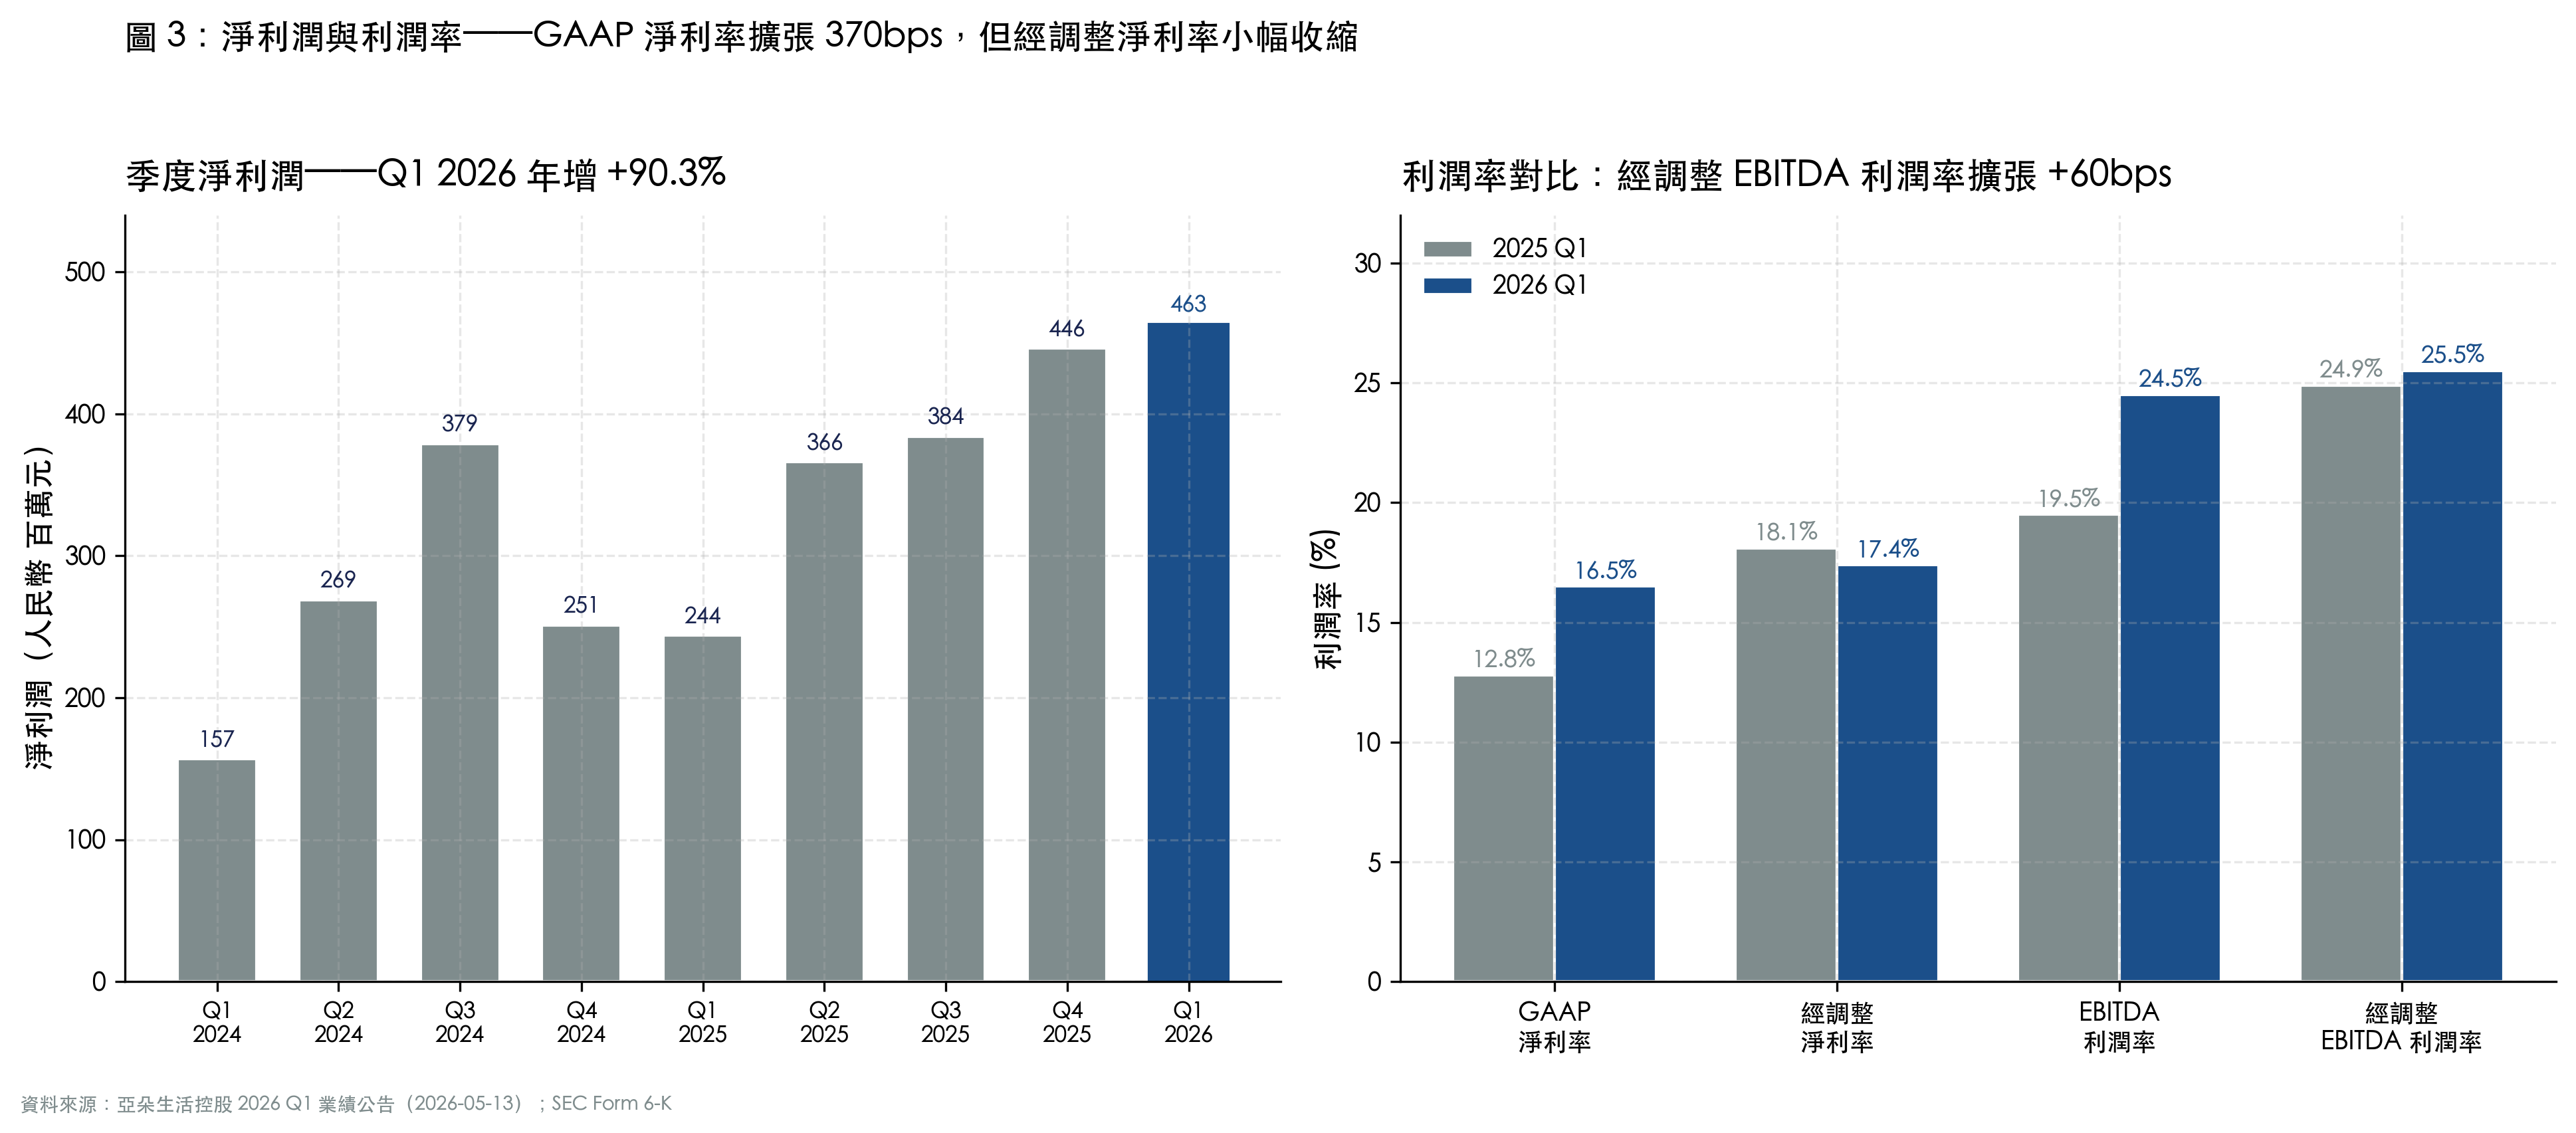 圖 3：淨利潤與利潤率——GAAP 淨利率擴張 370bps，但經調整淨利率小幅收縮
季度淨利潤——Q1 2026 年增 +90.3%
淨利潤（人民幣 百萬元）
500
400
300
200
100
0
157
269
379
251
244
366
384
446
463
Q1
2024
Q2
2024
Q3
2024
Q4
2024
Q1
2025
Q2
2025
Q3
2025
Q4
2025
Q1
2026
利潤率對比：經調整 EBITDA 利潤率擴張 +60bps
2025 Q1
2026 Q1
利潤率 (%)
30
25
20
15
10
5
0
12.8%
16.5%
18.1%
17.4%
19.5%
24.5%
24.9%
25.5%
GAAP
淨利率
經調整
淨利率
EBITDA
利潤率
經調整
EBITDA 利潤率
資料來源：亞朵生活控股 2026 Q1 業績公告（2026-05-13）；SEC Form 6-K